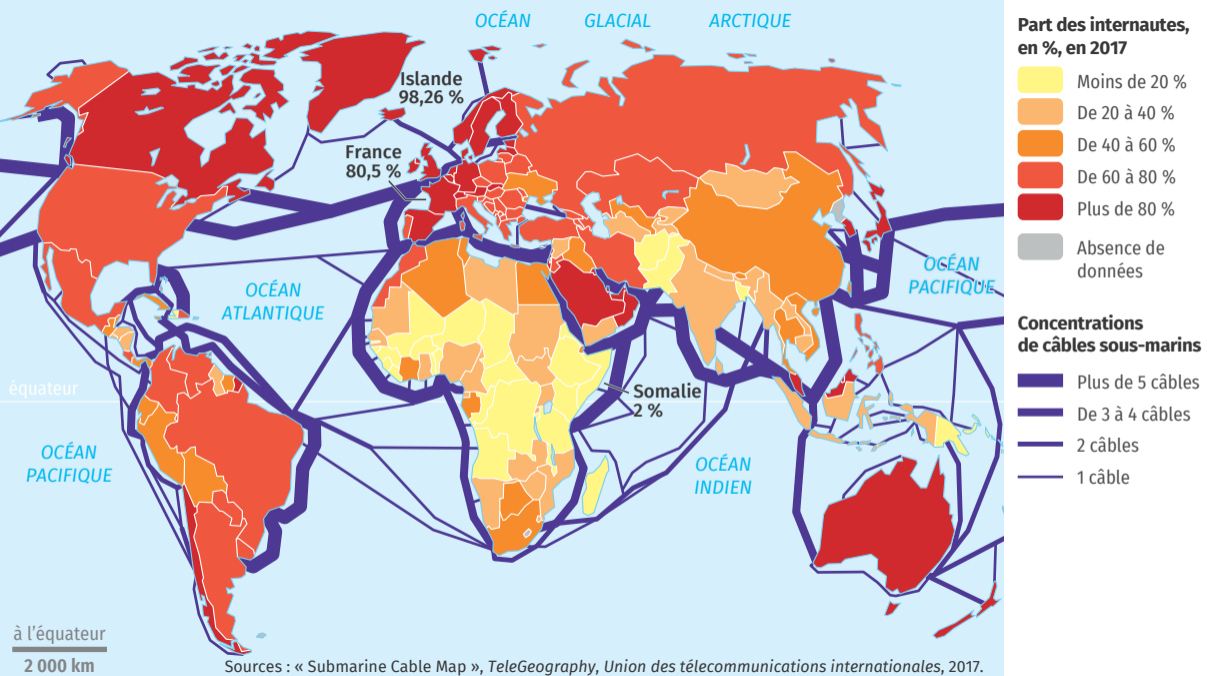 OCÉAN GLACIAL ARCTIQUE
Islande
98,26 %
France
80,5 %
OCÉAN
ATLANTIQUE
OCÉAN
PACIFIQUE
équateur
Somalie
2 %
OCÉAN
PACIFIQUE
OCÉAN
INDIEN
à l'équateur
2 000 km
Sources : « Submarine Cable Map », TeleGeography, Union des télecommunications internationales, 2017.
Part des internautes,
en %, en 2017
Moins de 20 %
De 20 à 40 %
De 40 à 60 %
De 60 à 80 %
Plus de 80 %
Absence de
données
Concentrations
de câbles sous-marins
Plus de 5 câbles
De 3 à 4 câbles
2 câbles
1 câble